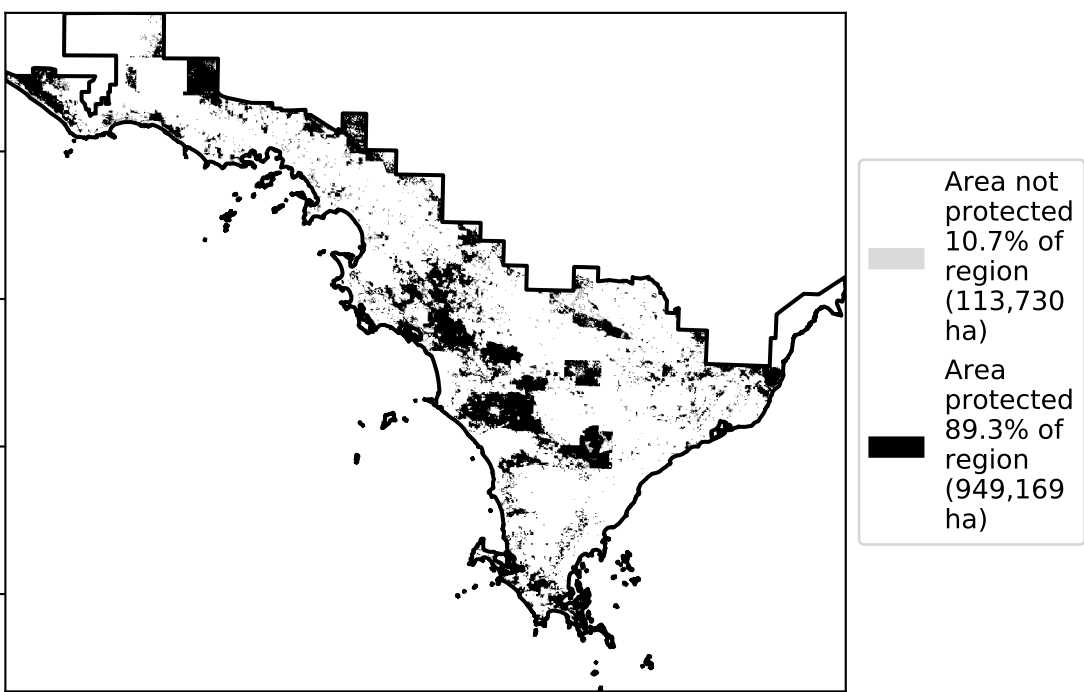 Area not
protected
10.7% of
region
(113,730
ha)
Area
protected
89.3% of
region
(949,169
ha)